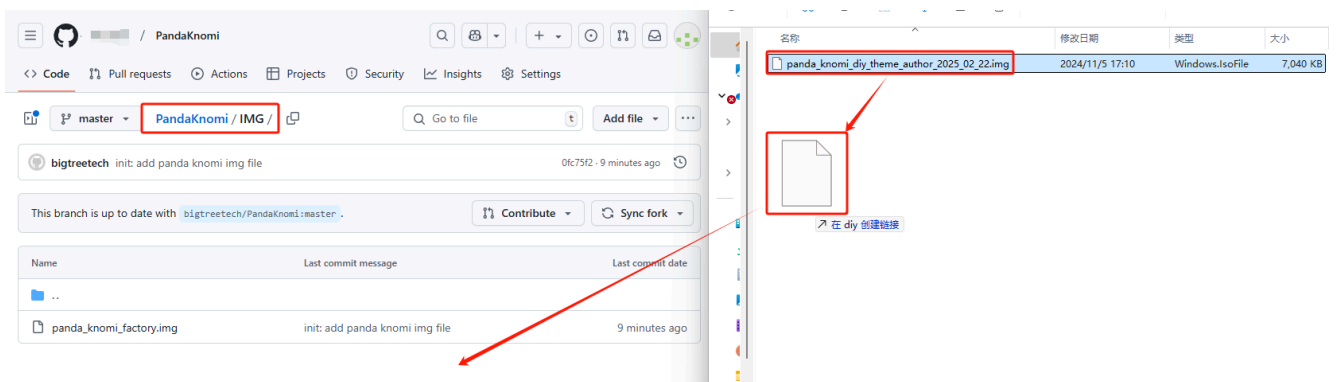 / PandaKnomi
Code Pull requests Actions Projects Security Insights Settings
master PandaKnomi / IMG / Go to file t Add file
bigtreetech init: add panda knomi img file 0fc75f2 · 9 minutes ago
This branch is up to date with bigtreetech/PandaKnomi:master . Contribute Sync fork
Name Last commit message Last commit date
..
panda_knomi_factory.img init: add panda knomi img file 9 minutes ago
名称 修改日期 类型 大小
panda_knomi_diy_theme_author_2025_02_22.img 2024/11/5 17:10 Windows.IsoFile 7,040 KB
在 diy 创建链接